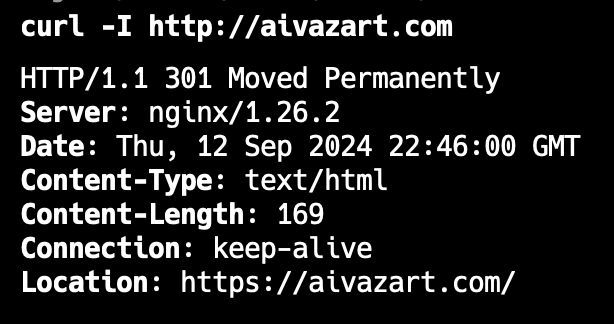 curl -I http://aivazart.com
HTTP/1.1 301 Moved Permanently
Server: nginx/1.26.2
Date: Thu, 12 Sep 2024 22:46:00 GMT
Content-Type: text/html
Content-Length: 169
Connection: keep-alive
Location: https://aivazart.com/